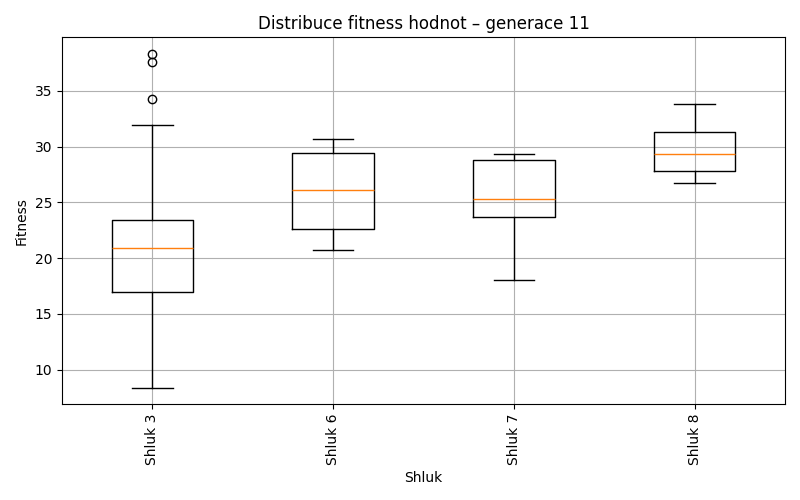 Distribuce fitness hodnot – generace 11
Fitness
35
30
25
20
15
10
Shluk 3
Shluk 6
Shluk 7
Shluk 8
Shluk